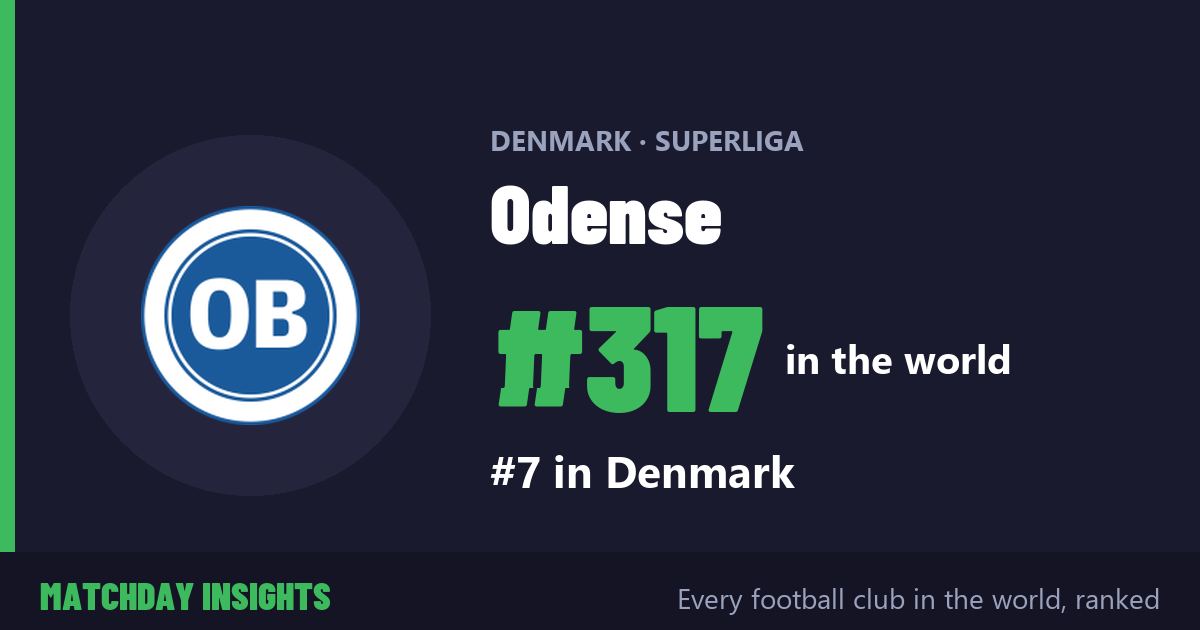 DENMARK · SUPERLIGA
Odense
OB
#317 in the world
#7 in Denmark
MATCHDAY INSIGHTS
Every football club in the world, ranked